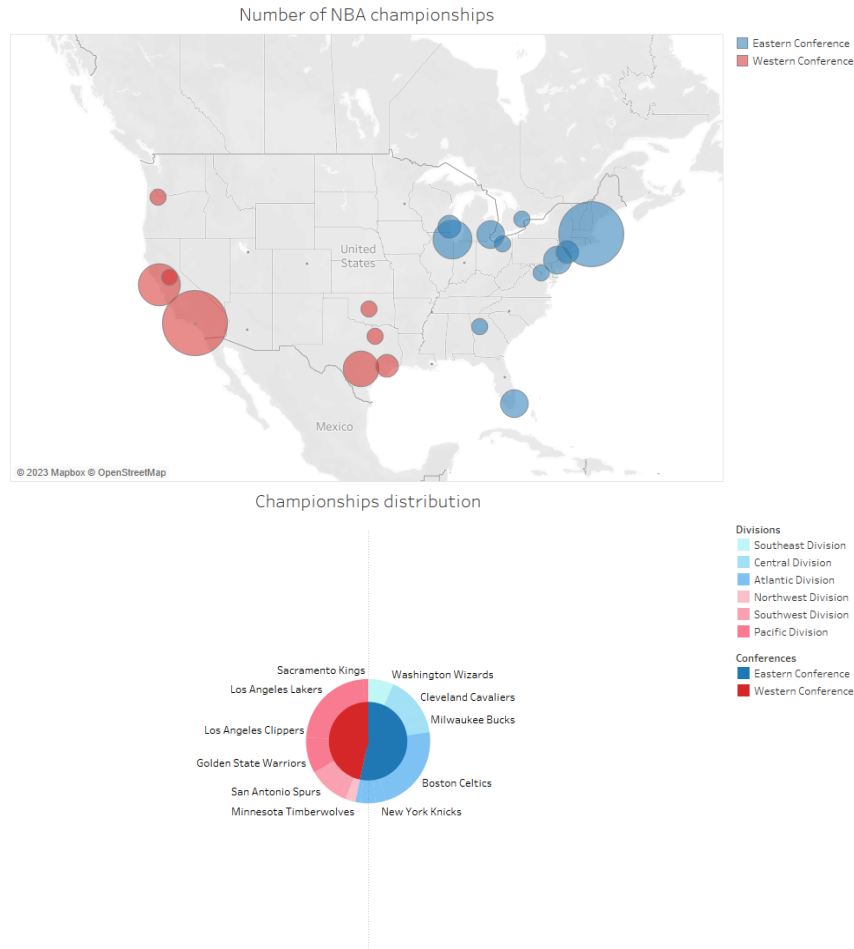 Number of NBA championships
Eastern Conference
Western Conference
United
States
Mexico
© 2023 Mapbox © OpenStreetMap
Championships distribution
Divisions
Southeast Division
Central Division
Atlantic Division
Northwest Division
Southwest Division
Pacific Division
Conferences
Eastern Conference
Western Conference
Sacramento Kings
Washington Wizards
Los Angeles Lakers
Cleveland Cavaliers
Milwaukee Bucks
Los Angeles Clippers
Golden State Warriors
Boston Celtics
San Antonio Spurs
Minnesota Timberwolves
New York Knicks